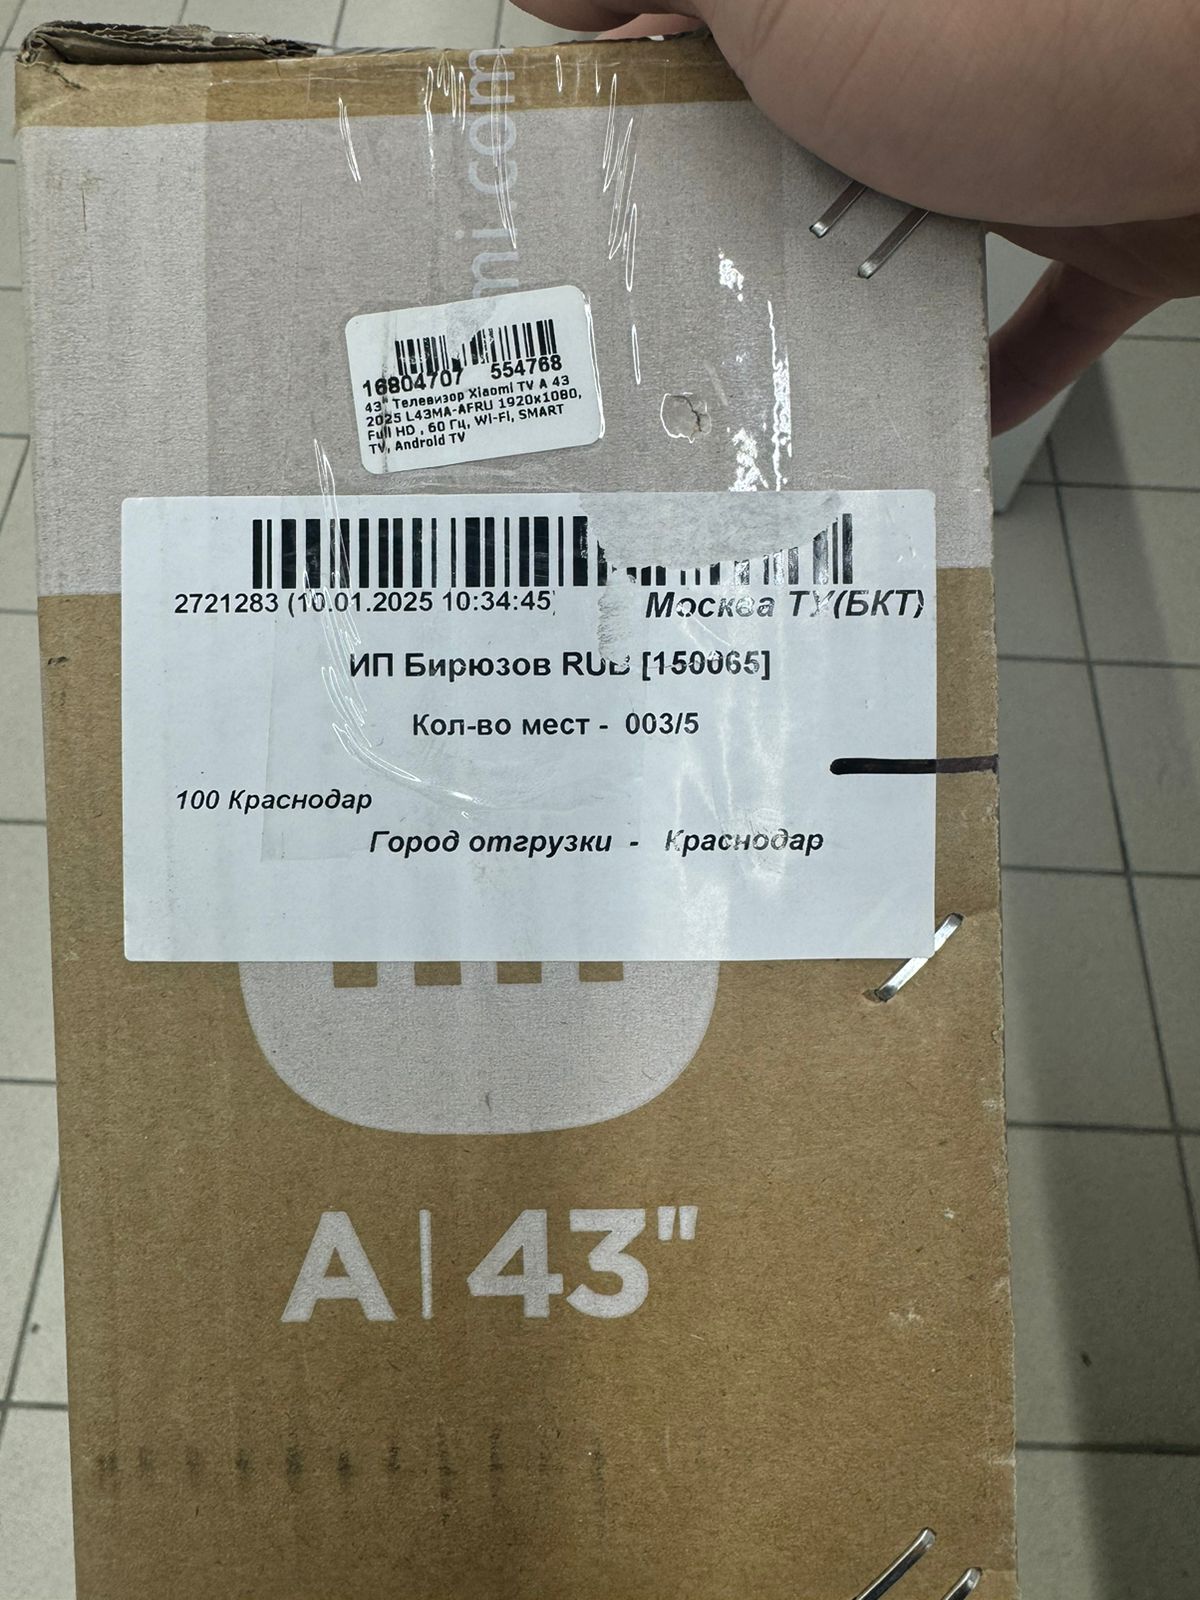 mi.com
16804707 554768
43" Телевизор Xiaomi TV A 43
2025 L43MA-AFRU 1920x1080,
Full HD , 60 Гц, Wi-Fi, SMART
TV, Android TV
2721283 (10.01.2025 10:34:45) Москва ТУ(БКТ)
ИП Бирюзов RUB [150065]
Кол-во мест - 003/5
100 Краснодар
Город отгрузки - Краснодар
A | 43"